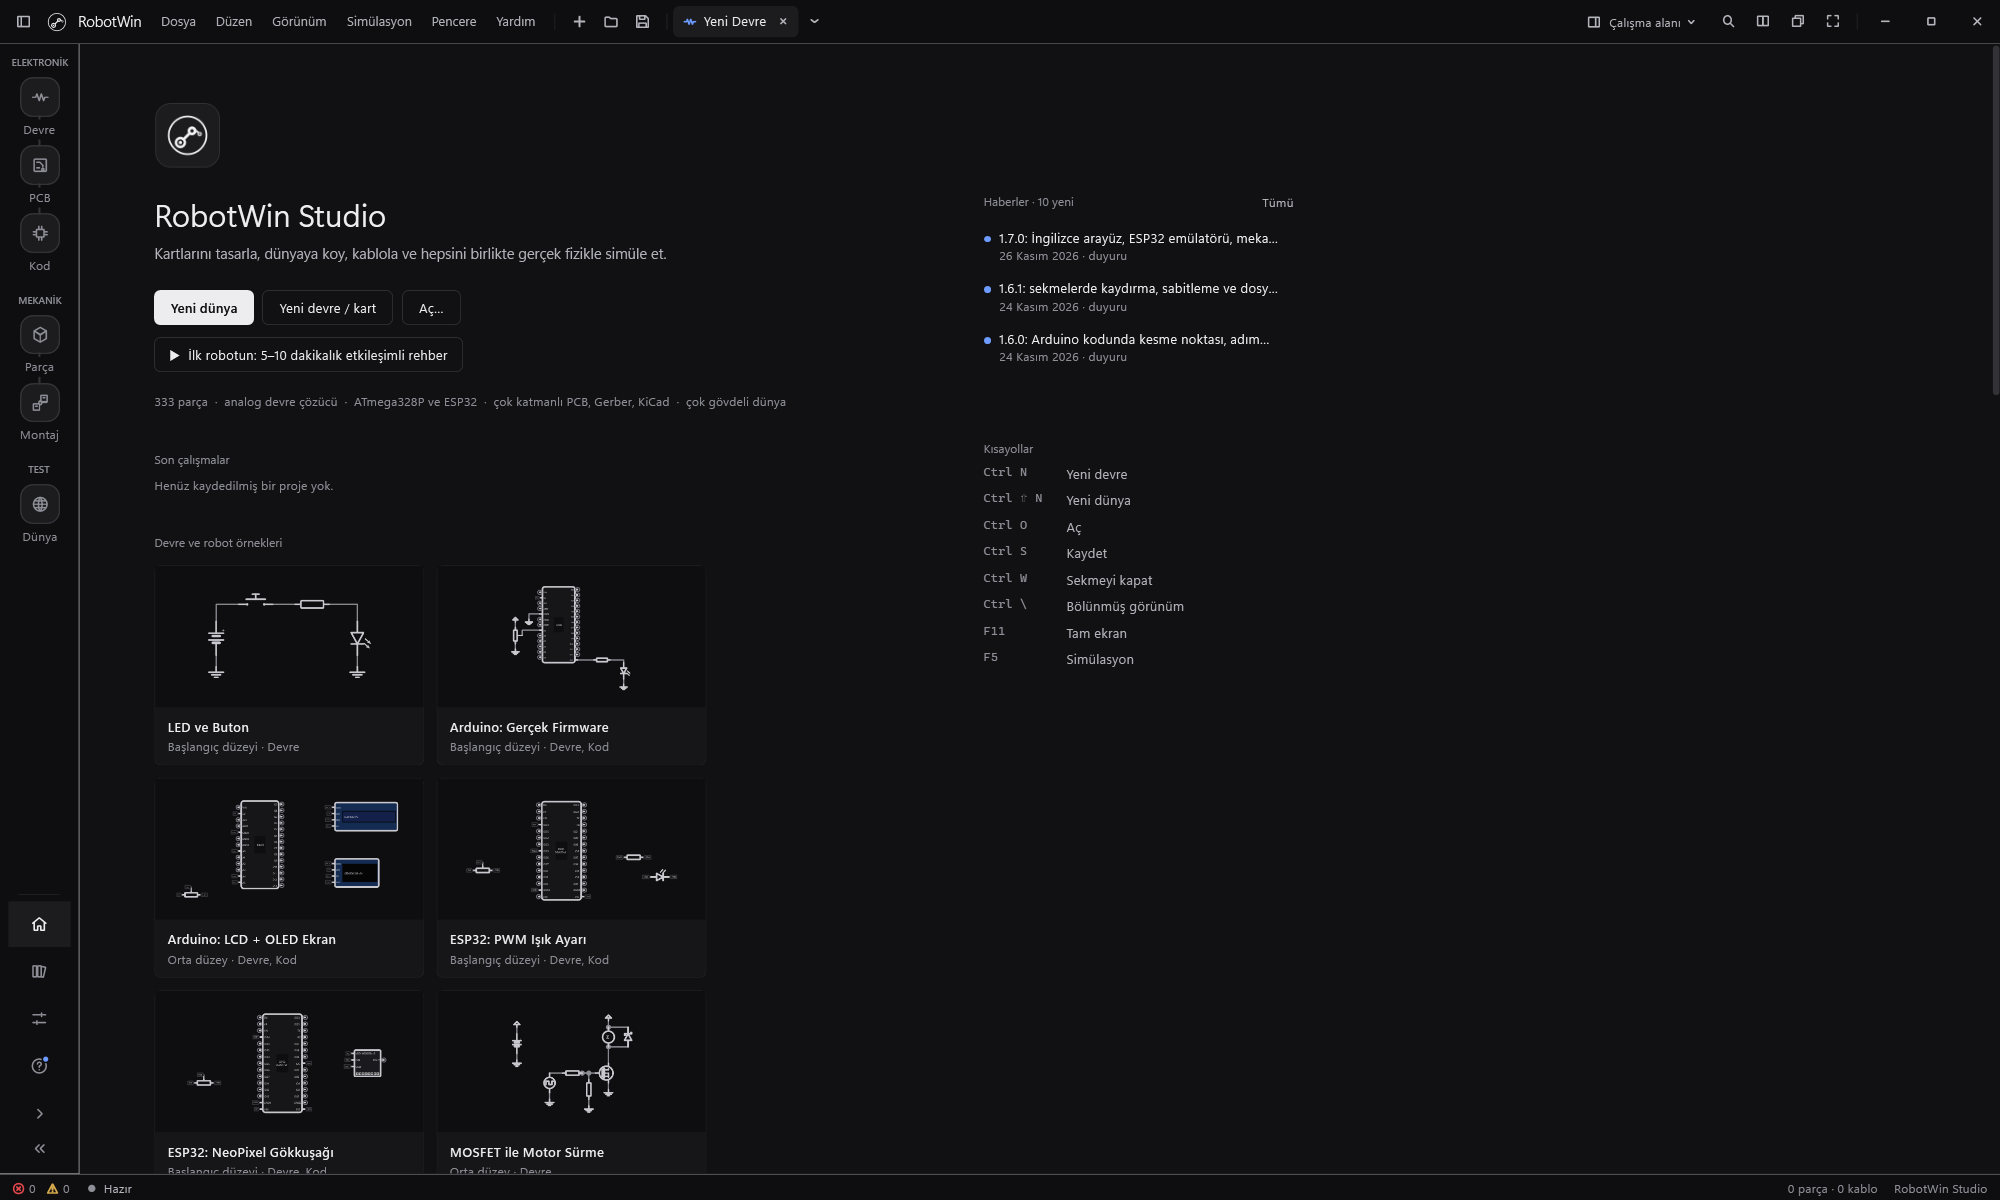 RobotWin Dosya Düzen Görünüm Simülasyon Pencere Yardım Yeni Devre Çalışma alanı
ELEKTRONİK
Devre
PCB
Kod
MEKANİK
Parça
Montaj
TEST
Dünya
RobotWin Studio
Kartlarını tasarla, dünyaya koy, kablola ve hepsini birlikte gerçek fizikle simüle et.
Yeni dünya Yeni devre / kart Aç...
İlk robotun: 5–10 dakikalık etkileşimli rehber
333 parça · analog devre çözücü · ATmega328P ve ESP32 · çok katmanlı PCB, Gerber, KiCad · çok gövdeli dünya
Son çalışmalar
Henüz kaydedilmiş bir proje yok.
Devre ve robot örnekleri
LED ve Buton
Başlangıç düzeyi · Devre
Arduino: Gerçek Firmware
Başlangıç düzeyi · Devre, Kod
Arduino: LCD + OLED Ekran
Orta düzey · Devre, Kod
ESP32: PWM Işık Ayarı
Başlangıç düzeyi · Devre, Kod
ESP32: NeoPixel Gökkuşağı
Başlangıç düzeyi · Devre, Kod
MOSFET ile Motor Sürme
Orta düzey · Devre
Haberler · 10 yeni Tümü
1.7.0: İngilizce arayüz, ESP32 emülatörü, meka...
26 Kasım 2026 · duyuru
1.6.1: sekmelerde kaydırma, sabitleme ve dosy...
24 Kasım 2026 · duyuru
1.6.0: Arduino kodunda kesme noktası, adım...
24 Kasım 2026 · duyuru
Kısayollar
Ctrl N Yeni devre
Ctrl ⇧ N Yeni dünya
Ctrl O Aç
Ctrl S Kaydet
Ctrl W Sekmeyi kapat
Ctrl \ Bölünmüş görünüm
F11 Tam ekran
F5 Simülasyon
0 0 Hazır 0 parça · 0 kablo RobotWin Studio